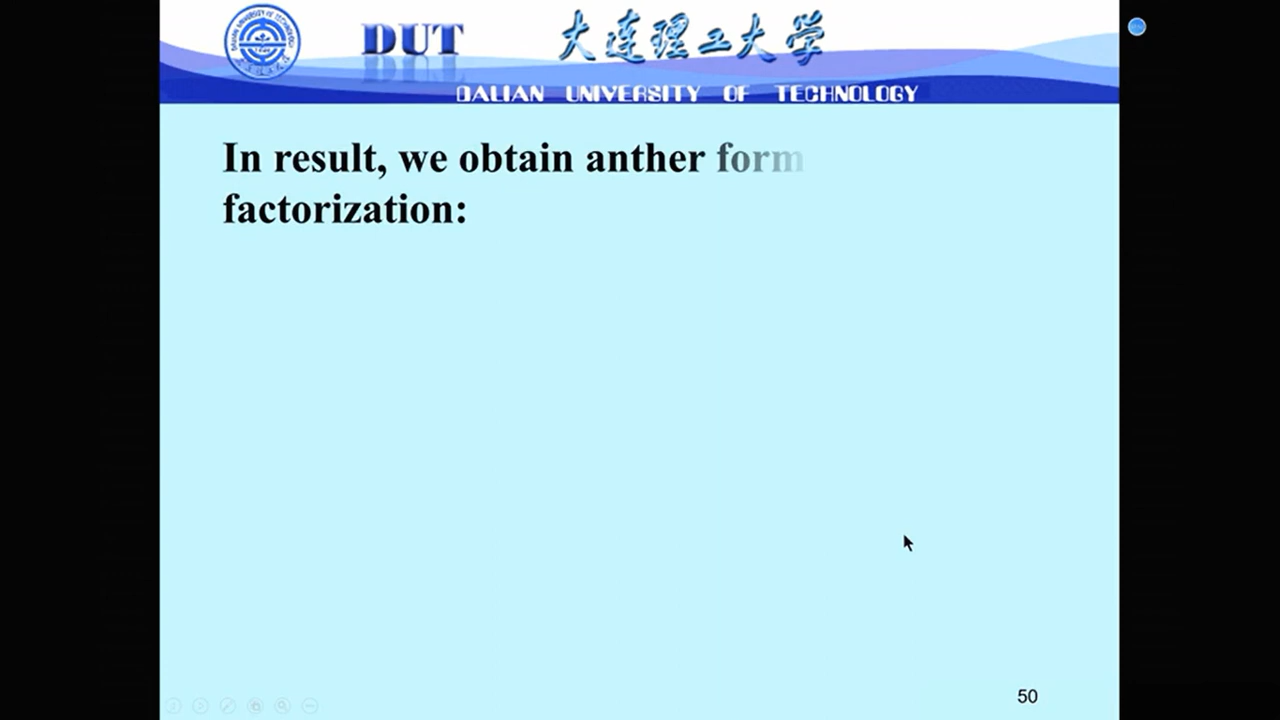 DUT
大连理工大学
DALIAN UNIVERSITY OF TECHNOLOGY
In result, we obtain anther form
factorization:
50